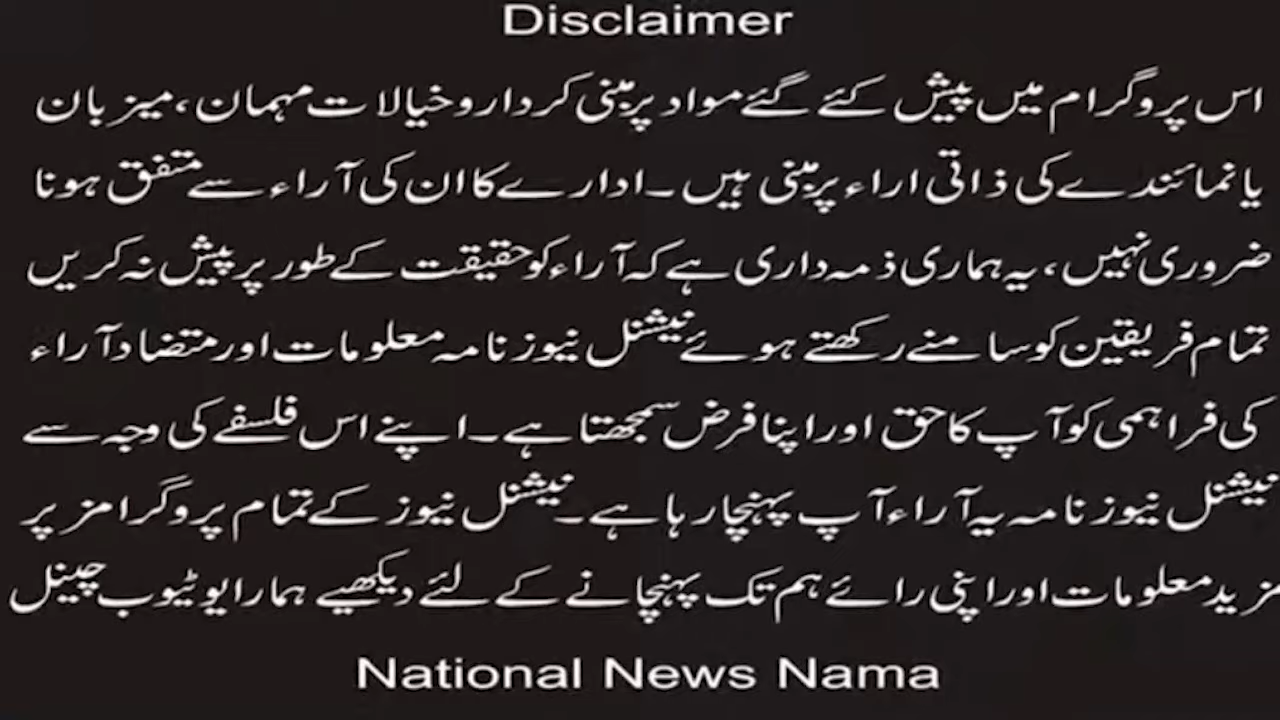 Disclaimer
اس پروگرام میں پیش کئے گئے مواد پر مبنی کردار و خیالات مہمان، میزبان
یا نمائندے کی ذاتی اراء پر مبنی ہیں۔ ادارے کا ان کی آراء سے متفق ہونا
ضروری نہیں، یہ ہماری ذمہ داری ہے کہ آراء کو حقیقت کے طور پر پیش نہ کریں
تمام فریقین کو سامنے رکھتے ہوئے نیشنل نیوز نامہ معلومات اور متضاد آراء
کی فراہمی کو آپ کا حق اور اپنا فرض سمجھتا ہے۔ اپنے اس فلسفے کی وجہ سے
نیشنل نیوز نامہ یہ آراء آپ پہنچا رہا ہے۔ نیشنل نیوز کے تمام پروگرامز پر
مزید معلومات اور اپنی رائے ہم تک پہنچانے کے لئے دیکھیے ہمارا یوٹیوب چینل
National News Nama